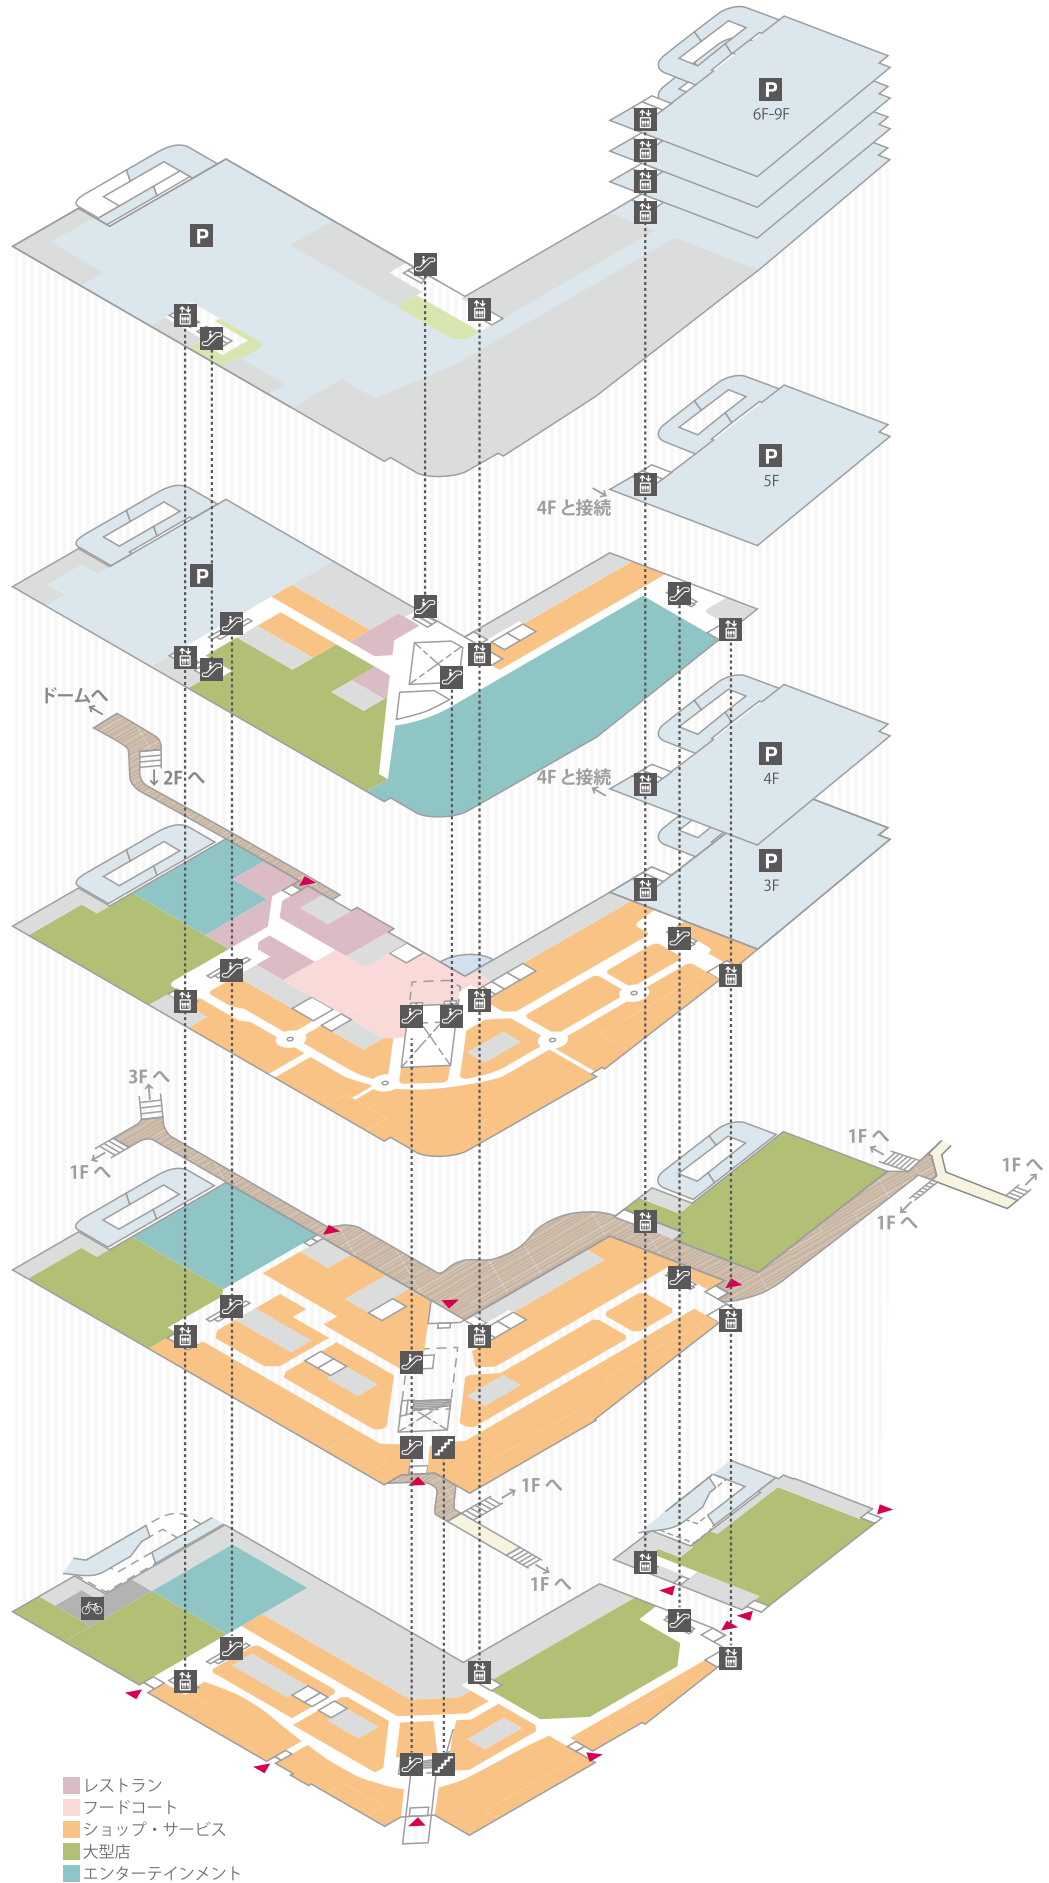 P
6F-9F
P
P
5F
4Fと接続
P
ドームへ
2Fへ
P
4F
4Fと接続
P
3F
3Fへ
1Fへ
1Fへ
1Fへ
1Fへ
1Fへ
1Fへ
レストラン
フードコート
ショップ・サービス
大型店
エンターテインメント